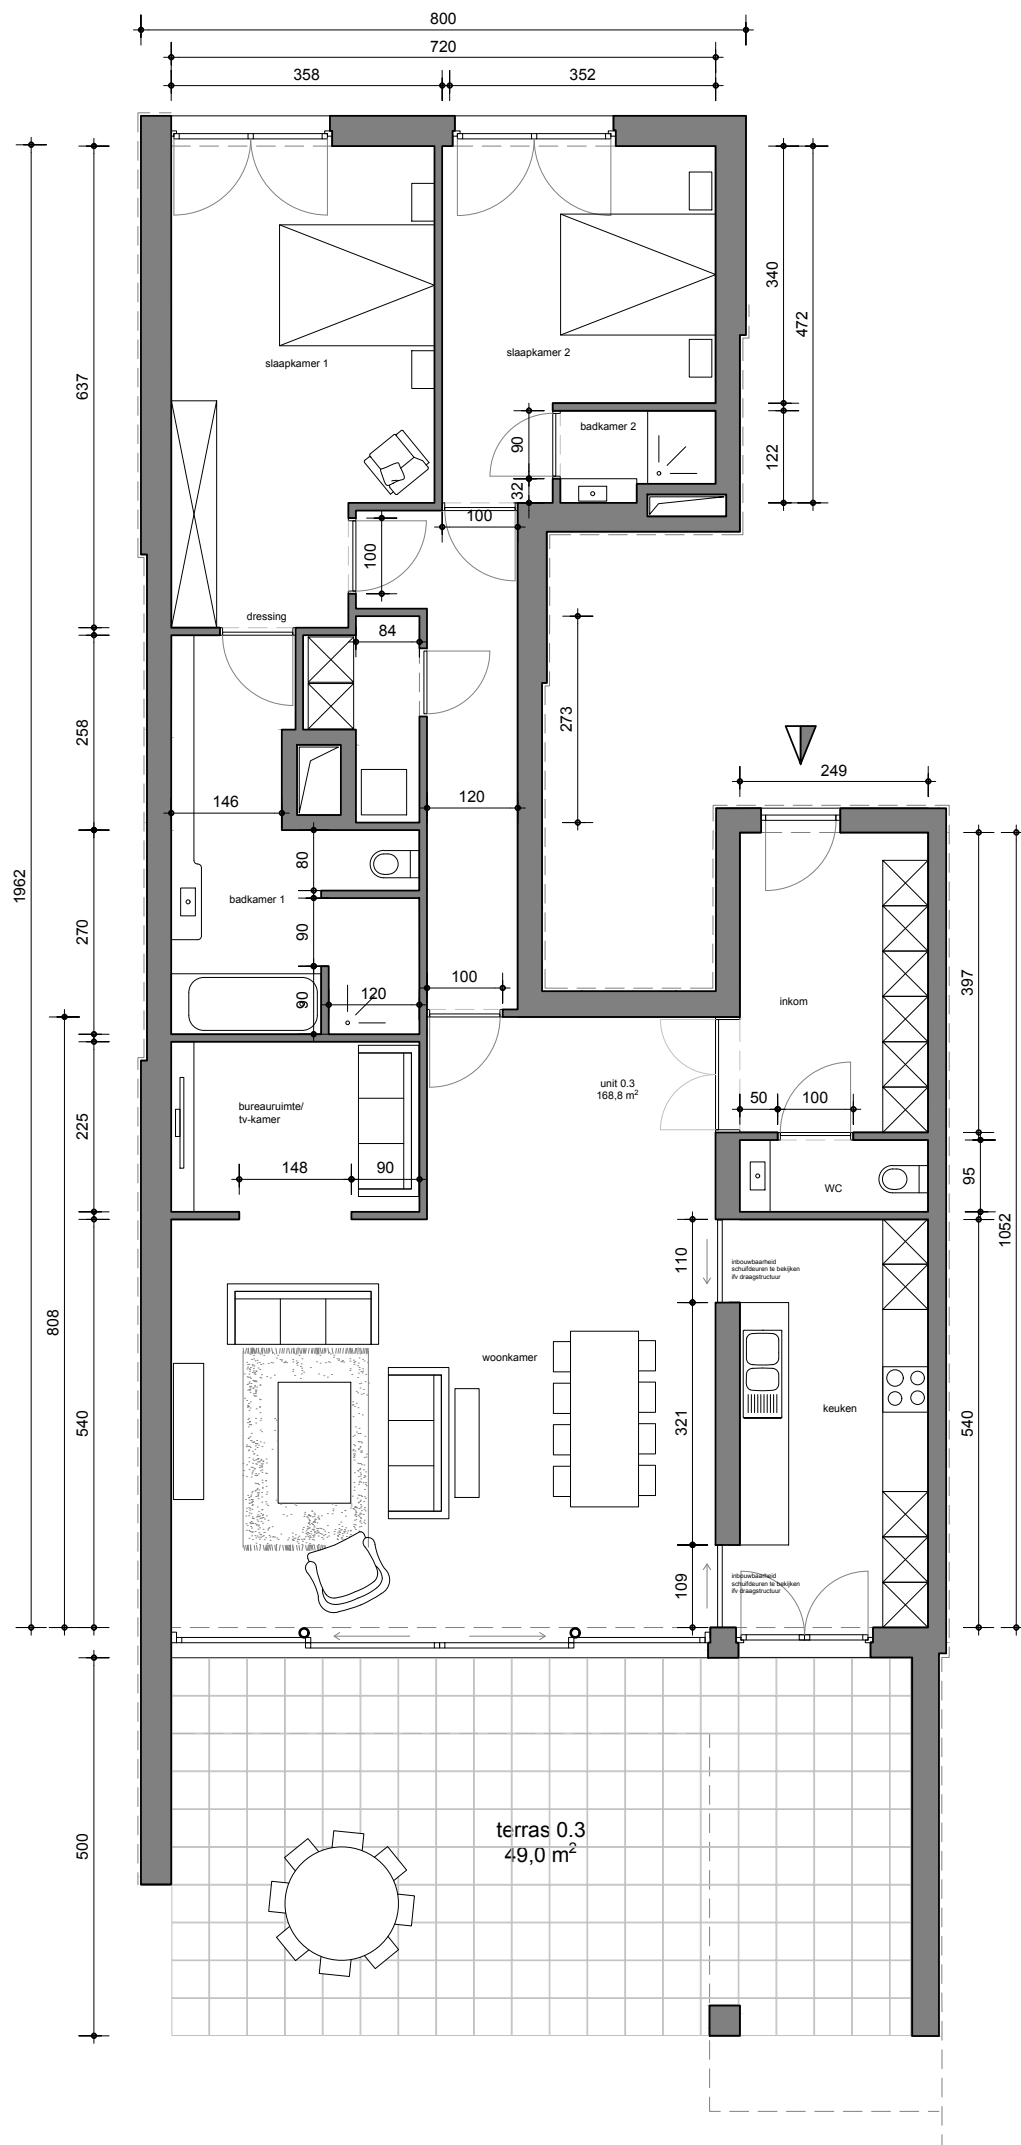 800
720
358
352
340
472
637
slaapkamer 1
slaapkamer 2
badkamer 2
90
122
32
100
100
dressing
84
273
258
249
146
120
80
1962
badkamer 1
270
90
100
90
120
397
inkom
unit 0.3
168,8 m²
50
100
bureauruimte/
tv-kamer
225
148
90
WC
95
1052
110
inbouwbaarheid
schuifdeuren te bekijken
ifv draagstructuur
808
woonkamer
321
keuken
540
540
109
inbouwbaarheid
schuifdeuren te bekijken
ifv draagstructuur
500
terras 0.3
49,0 m²